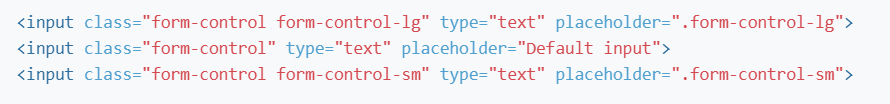 <input class="form-control form-control-lg" type="text" placeholder=".form-control-lg">
<input class="form-control" type="text" placeholder="Default input">
<input class="form-control form-control-sm" type="text" placeholder=".form-control-sm">